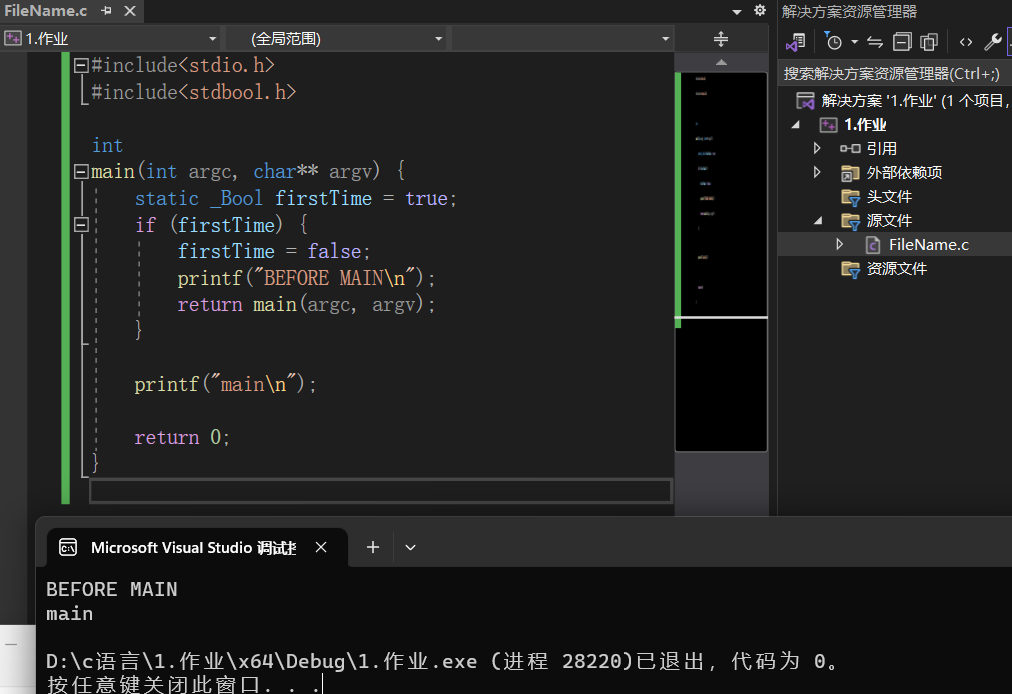 FileName.c
1.作业
(全局范围)
#include<stdio.h>
#include<stdbool.h>
int
main(int argc, char** argv) {
static _Bool firstTime = true;
if (firstTime) {
firstTime = false;
printf("BEFORE MAIN\n");
return main(argc, argv);
}
printf("main\n");
return 0;
}
解决方案资源管理器
搜索解决方案资源管理器(Ctrl+;)
解决方案 '1.作业' (1 个项目,
1.作业
引用
外部依赖项
头文件
源文件
FileName.c
资源文件
Microsoft Visual Studio 调试
BEFORE MAIN
main
D:\c语言\1.作业\x64\Debug\1.作业.exe (进程 28220)已退出，代码为 0。
按任意键关闭此窗口. . .